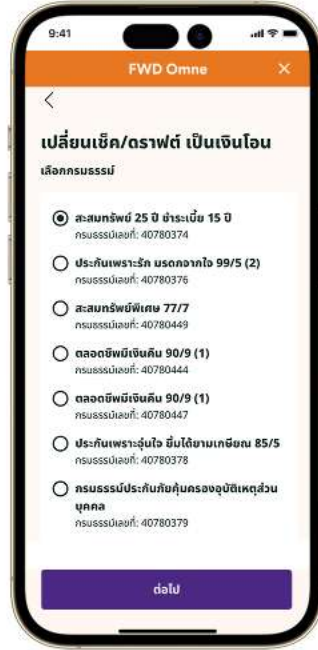 9:41
FWD Omne
เปลี่ยนเช็ค/ดราฟต์ เป็นเงินโอน
เลือกกรมธรรม์
สะสมทรัพย์ 25 ปี ชำระเบี้ย 15 ปี
กรมธรรม์เลขที่: 40780374
ประกันเพราะรัก มรดกจากใจ 99/5 (2)
กรมธรรม์เลขที่: 40780376
สะสมทรัพย์พิเศษ 77/7
กรมธรรม์เลขที่: 40780449
ตลอดชีพมีเงินคืน 90/9 (1)
กรมธรรม์เลขที่: 40780444
ตลอดชีพมีเงินคืน 90/9 (1)
กรมธรรม์เลขที่: 40780447
ประกันเพราะอุ่นใจ ยิ้มได้ยามเกษียณ 85/5
กรมธรรม์เลขที่: 40780378
กรมธรรม์ประกันภัยคุ้มครองอุบัติเหตุส่วน
บุคคล
กรมธรรม์เลขที่: 40780379
ต่อไป